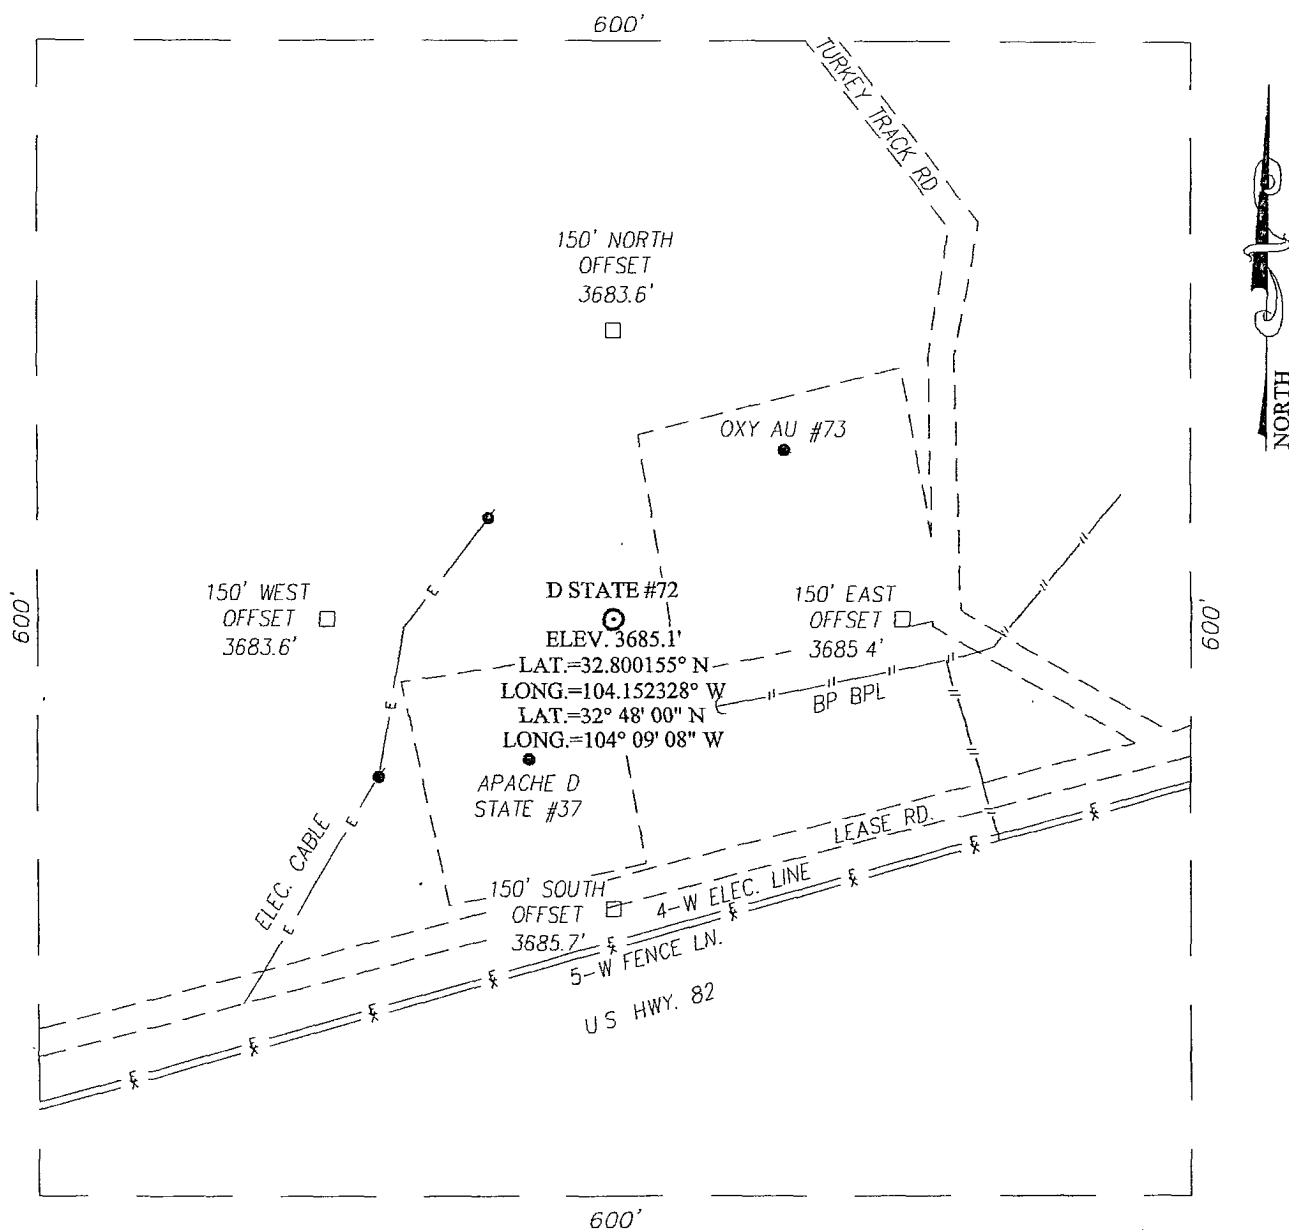 600'
TURKEY TRACK RD
150' NORTH
OFFSET
3683.6'
NORTH
OXY AU #73
600'
150' WEST
OFFSET
3683.6'
D STATE #72
ELEV. 3685.1'
LAT.=32.800155° N
LONG.=104.152328° W
LAT.=32° 48' 00" N
LONG.=104° 09' 08" W
150' EAST
OFFSET
3685 4'
600'
E
E
BP BPL
APACHE D
STATE #37
E
ELEC. CABLE
E
LEASE RD.
150' SOUTH
OFFSET
3685.7'
4-W ELEC. LINE
5-W FENCE LN.
U S HWY. 82
600'